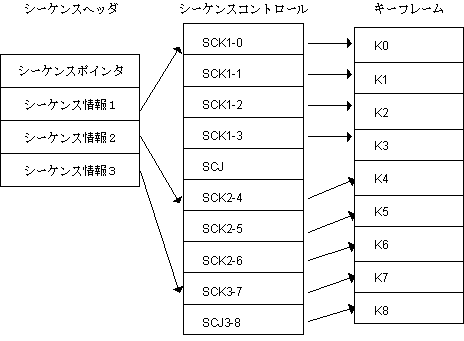 シーケンスヘッダ
シーケンスポインタ
シーケンス情報1
シーケンス情報2
シーケンス情報3
シーケンスコントロール
SCK1-0
SCK1-1
SCK1-2
SCK1-3
SCJ
SCK2-4
SCK2-5
SCK2-6
SCK3-7
SCJ3-8
キーフレーム
K0
K1
K2
K3
K4
K5
K6
K7
K8